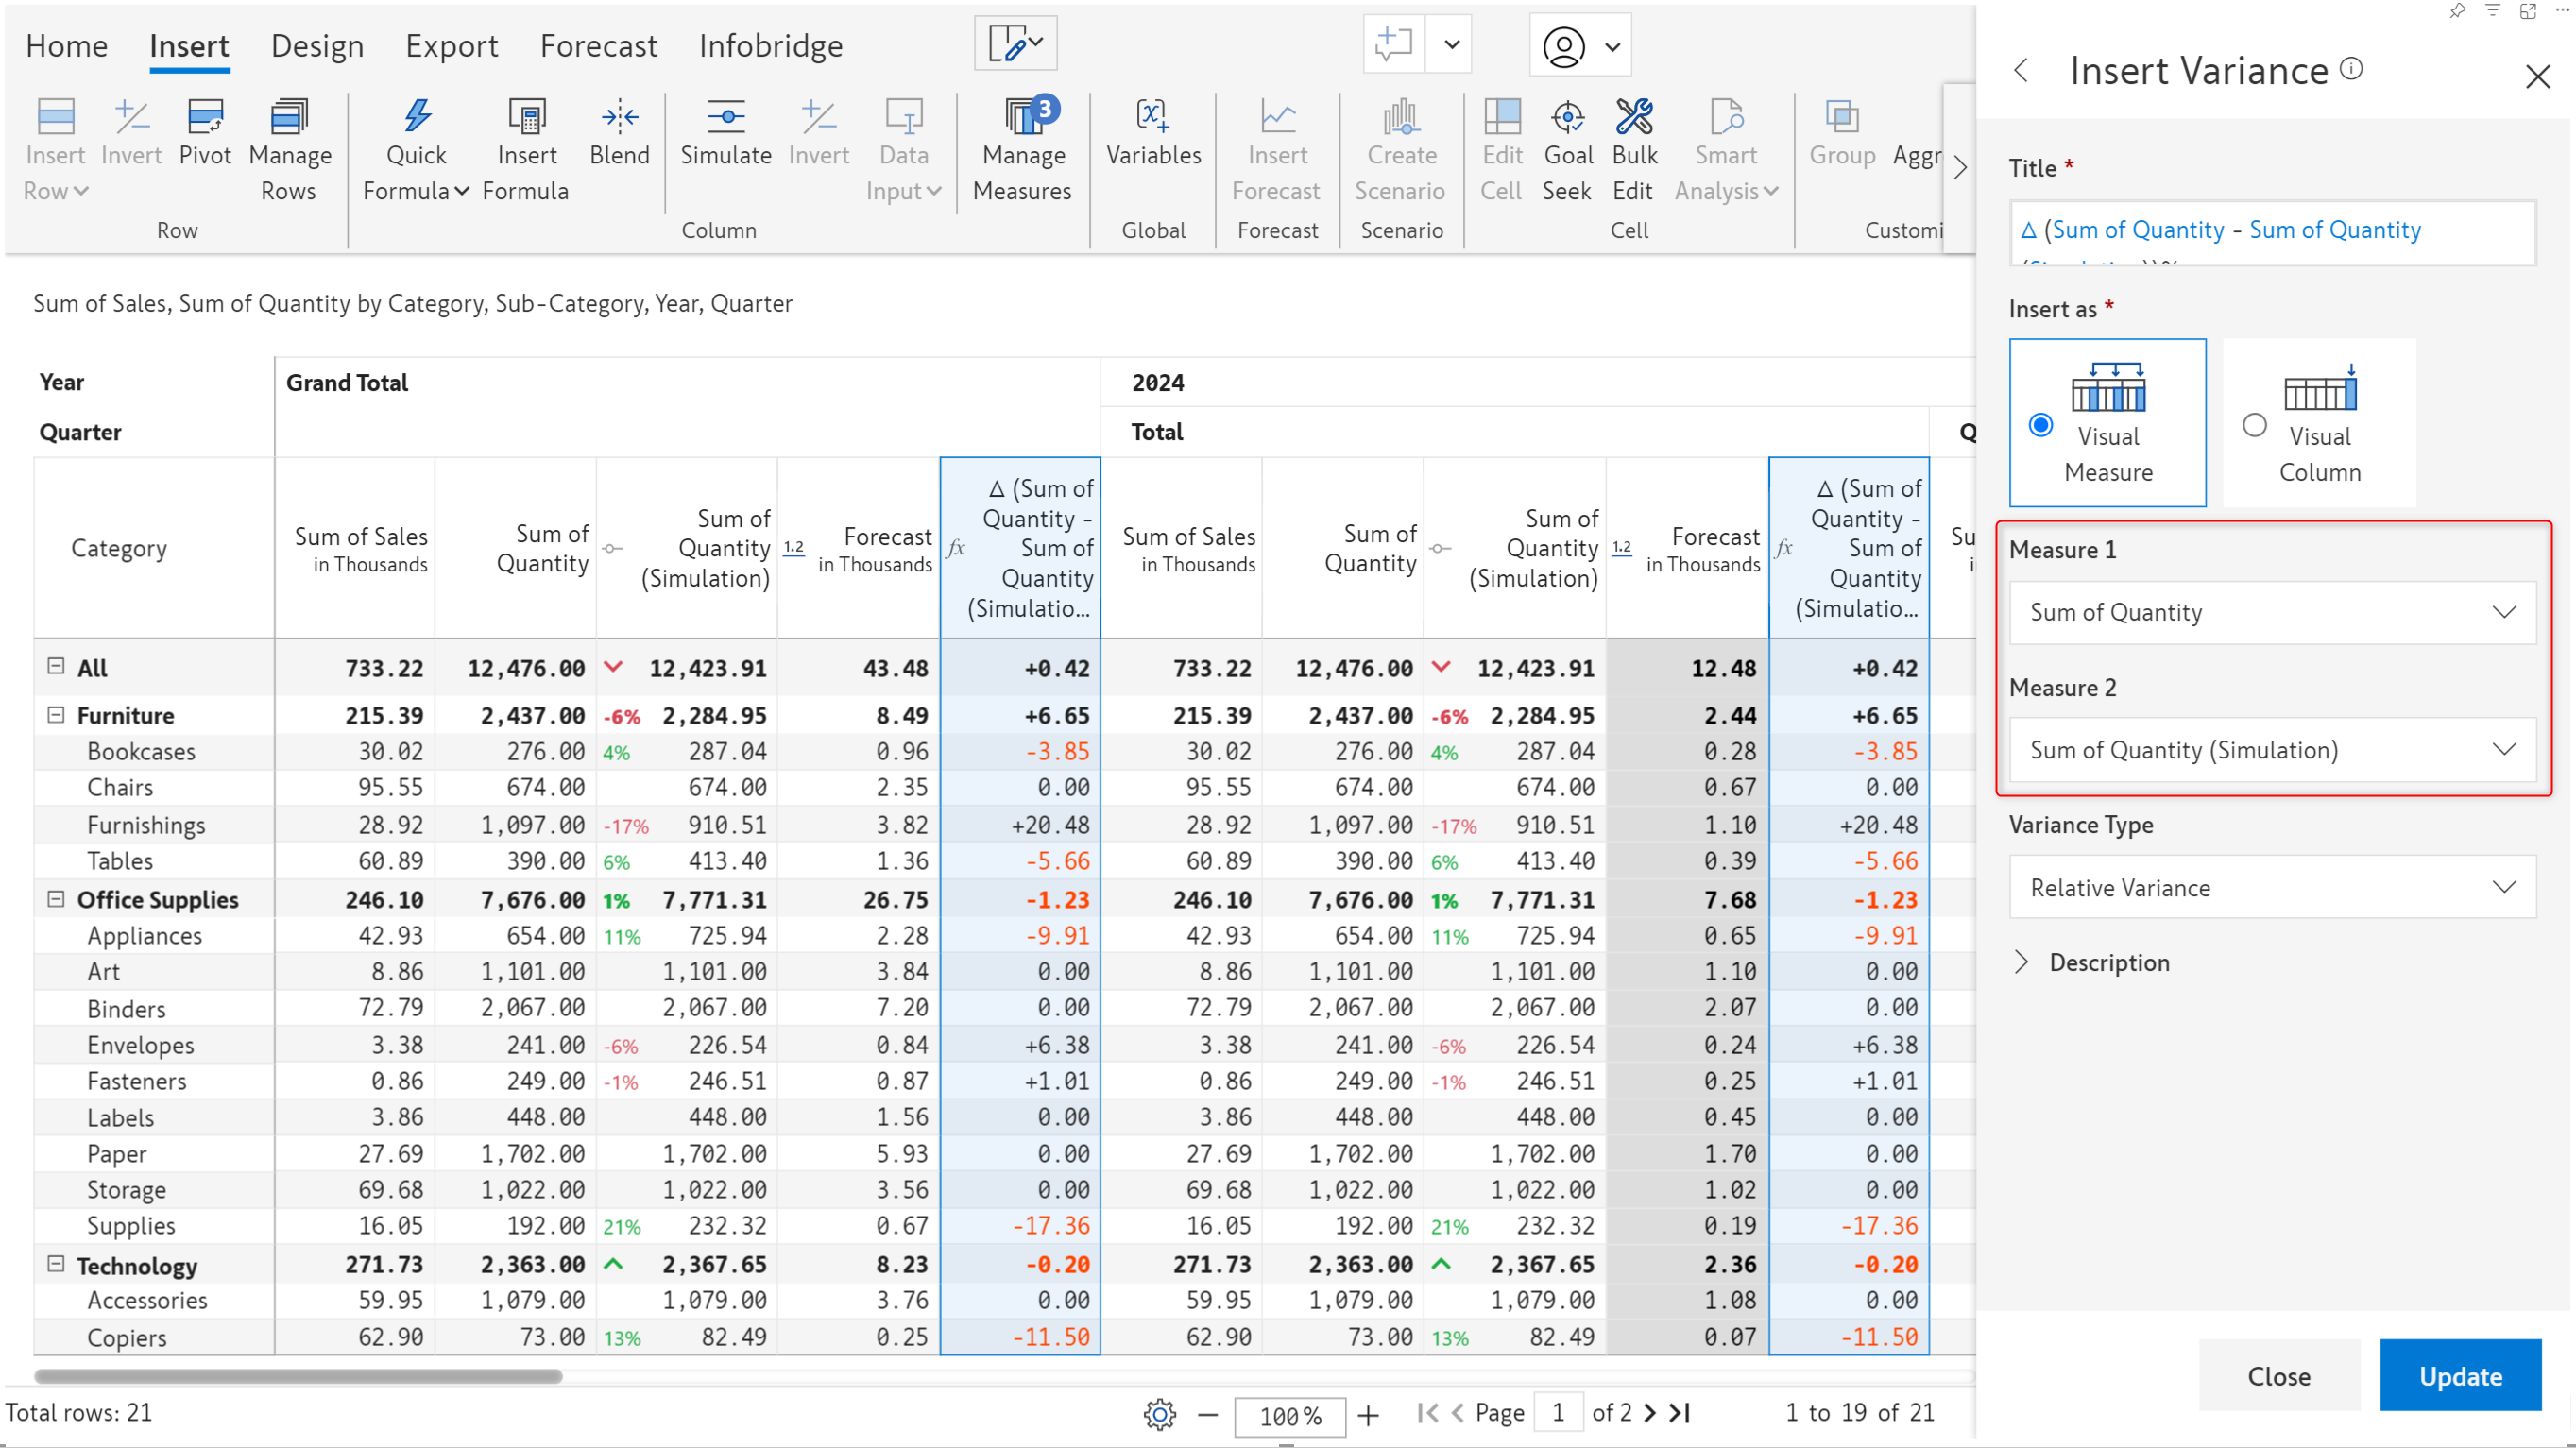 Home Insert Design Export Forecast Infobridge
Insert Row Invert Pivot Manage Rows Quick Formula Insert Formula Blend Simulate Invert Data Input Manage Measures 3 Variables Insert Forecast Create Scenario Edit Cell Goal Seek Bulk Edit Smart Analysis Group Aggr
Row Column Global Forecast Scenario Cell Customi
Sum of Sales, Sum of Quantity by Category, Sub-Category, Year, Quarter
Year Grand Total 2024
Quarter Total Q
Category Sum of Sales in Thousands Sum of Quantity Sum of Quantity (Simulation) 1.2 Forecast in Thousands fx Δ (Sum of Quantity - Sum of Quantity (Simulatio... Sum of Sales in Thousands Sum of Quantity Sum of Quantity (Simulation) 1.2 Forecast in Thousands fx Δ (Sum of Quantity - Sum of Quantity (Simulatio... Su i
All 733.22 12,476.00 12,423.91 43.48 +0.42 733.22 12,476.00 12,423.91 12.48 +0.42
Furniture 215.39 2,437.00 -6% 2,284.95 8.49 +6.65 215.39 2,437.00 -6% 2,284.95 2.44 +6.65
Bookcases 30.02 276.00 4% 287.04 0.96 -3.85 30.02 276.00 4% 287.04 0.28 -3.85
Chairs 95.55 674.00 674.00 2.35 0.00 95.55 674.00 674.00 0.67 0.00
Furnishings 28.92 1,097.00 -17% 910.51 3.82 +20.48 28.92 1,097.00 -17% 910.51 1.10 +20.48
Tables 60.89 390.00 6% 413.40 1.36 -5.66 60.89 390.00 6% 413.40 0.39 -5.66
Office Supplies 246.10 7,676.00 1% 7,771.31 26.75 -1.23 246.10 7,676.00 1% 7,771.31 7.68 -1.23
Appliances 42.93 654.00 11% 725.94 2.28 -9.91 42.93 654.00 11% 725.94 0.65 -9.91
Art 8.86 1,101.00 1,101.00 3.84 0.00 8.86 1,101.00 1,101.00 1.10 0.00
Binders 72.79 2,067.00 2,067.00 7.20 0.00 72.79 2,067.00 2,067.00 2.07 0.00
Envelopes 3.38 241.00 -6% 226.54 0.84 +6.38 3.38 241.00 -6% 226.54 0.24 +6.38
Fasteners 0.86 249.00 -1% 246.51 0.87 +1.01 0.86 249.00 -1% 246.51 0.25 +1.01
Labels 3.86 448.00 448.00 1.56 0.00 3.86 448.00 448.00 0.45 0.00
Paper 27.69 1,702.00 1,702.00 5.93 0.00 27.69 1,702.00 1,702.00 1.70 0.00
Storage 69.68 1,022.00 1,022.00 3.56 0.00 69.68 1,022.00 1,022.00 1.02 0.00
Supplies 16.05 192.00 21% 232.32 0.67 -17.36 16.05 192.00 21% 232.32 0.19 -17.36
Technology 271.73 2,363.00 2,367.65 8.23 -0.20 271.73 2,363.00 2,367.65 2.36 -0.20
Accessories 59.95 1,079.00 1,079.00 3.76 0.00 59.95 1,079.00 1,079.00 1.08 0.00
Copiers 62.90 73.00 13% 82.49 0.25 -11.50 62.90 73.00 13% 82.49 0.07 -11.50
Total rows: 21 100% Page 1 of 2 1 to 19 of 21
Insert Variance
Title *
Δ (Sum of Quantity - Sum of Quantity
Insert as *
Visual Measure
Visual Column
Measure 1
Sum of Quantity
Measure 2
Sum of Quantity (Simulation)
Variance Type
Relative Variance
Description
Close Update